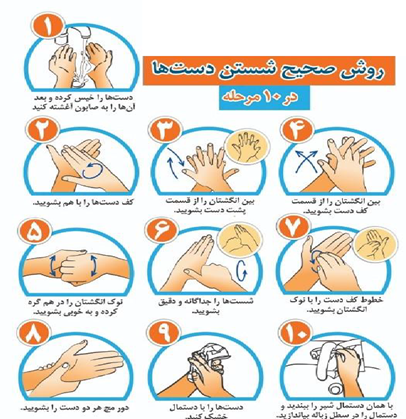 روش صحیح شستن دست‌ها
در ۱۰ مرحله
۱
دست‌ها را خیس کرده و بعد
آن‌ها را به صابون آغشته کنید
۲
کف دست‌ها را با هم بشویید.
۳
بین انگشتان را از قسمت
پشت دست بشویید.
۴
بین انگشتان را از قسمت
کف دست بشویید.
۵
نوک انگشتان را در هم گره
کرده و به خوبی بشویید.
۶
شست‌ها را جداگانه و دقیق
بشویید.
۷
خطوط کف دست را با نوک
انگشتان بشویید.
۸
دور مچ هر دو دست را بشویید.
۹
دست‌ها را با دستمال
خشک کنید.
۱۰
با همان دستمال شیر را ببندید و
دستمال را در سطل زباله بیاندازید.